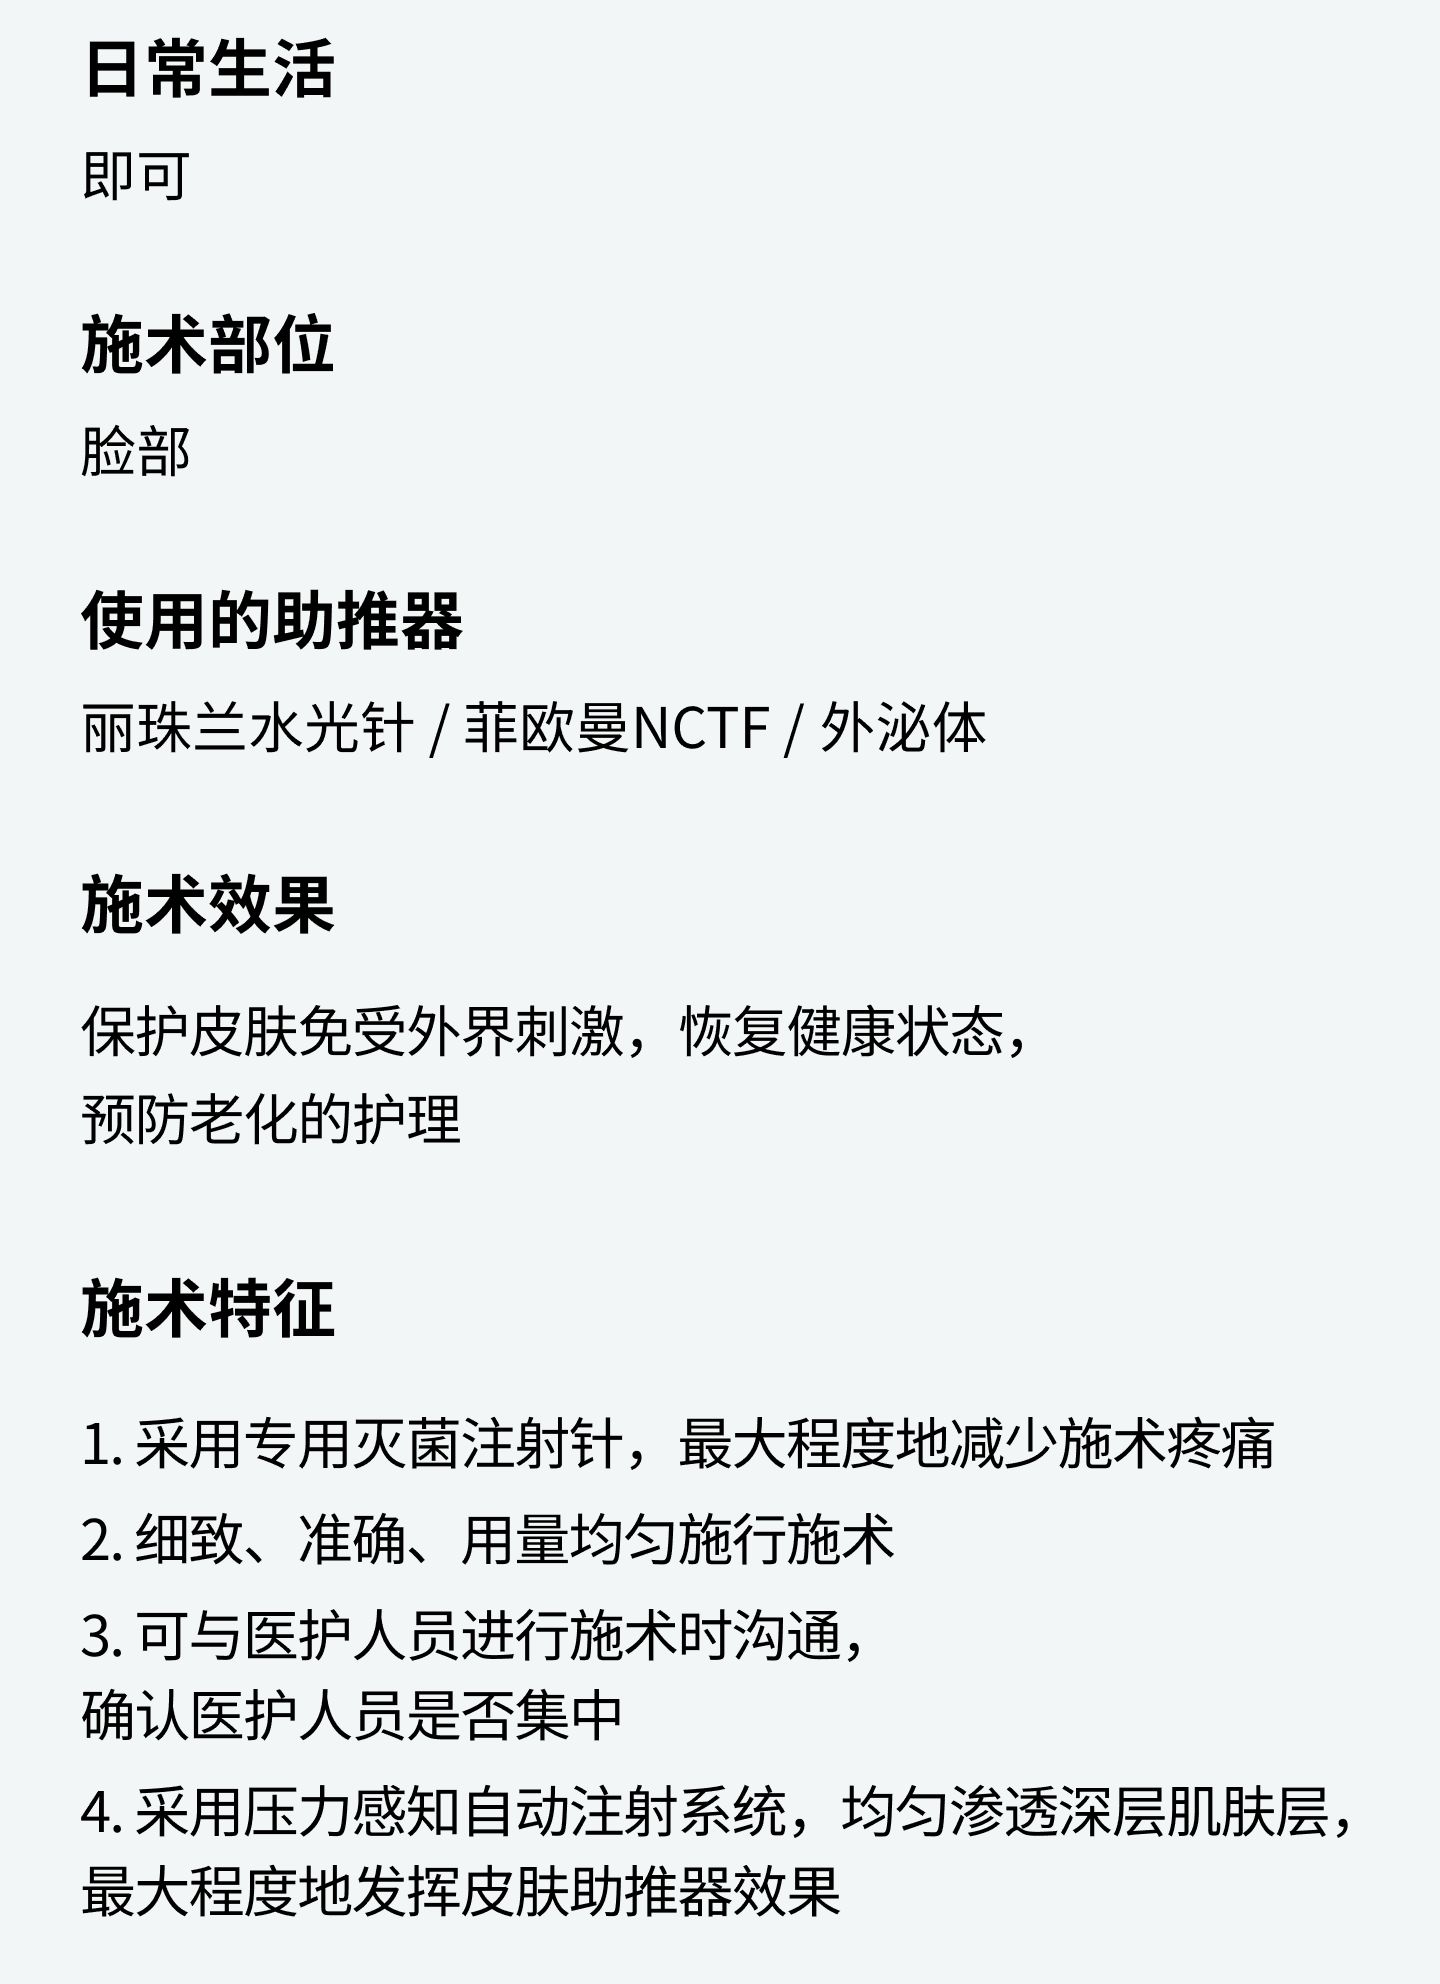 日常生活
即可
施术部位
脸部
使用的助推器
丽珠兰水光针 / 菲欧曼NCTF / 外泌体
施术效果
保护皮肤免受外界刺激，恢复健康状态，
预防老化的护理
施术特征
1. 采用专用灭菌注射针，最大程度地减少施术疼痛
2. 细致、准确、用量均匀施行施术
3. 可与医护人员进行施术时沟通，
确认医护人员是否集中
4. 采用压力感知自动注射系统，均匀渗透深层肌肤层，
最大程度地发挥皮肤助推器效果